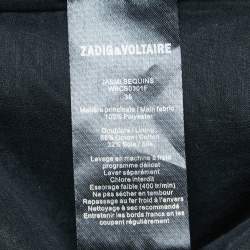 ZADIG&VOLTAIRE
JASMI SEQUINS
36
Matière principale / Main fabric
100% Polyester
Doublure / Lining
68% Coton / Cotton
32% Soie / Silk
Lavage en machine à froid
programme délicat
Laver séparément
Chlore interdit
Essorage faible (400 tr/min)
Ne pas sécher en tambour
Repassage au fer froid à l'envers
Nettoyage à sec recommandé
Entretenir les bords francs en les
coupant régulièrement